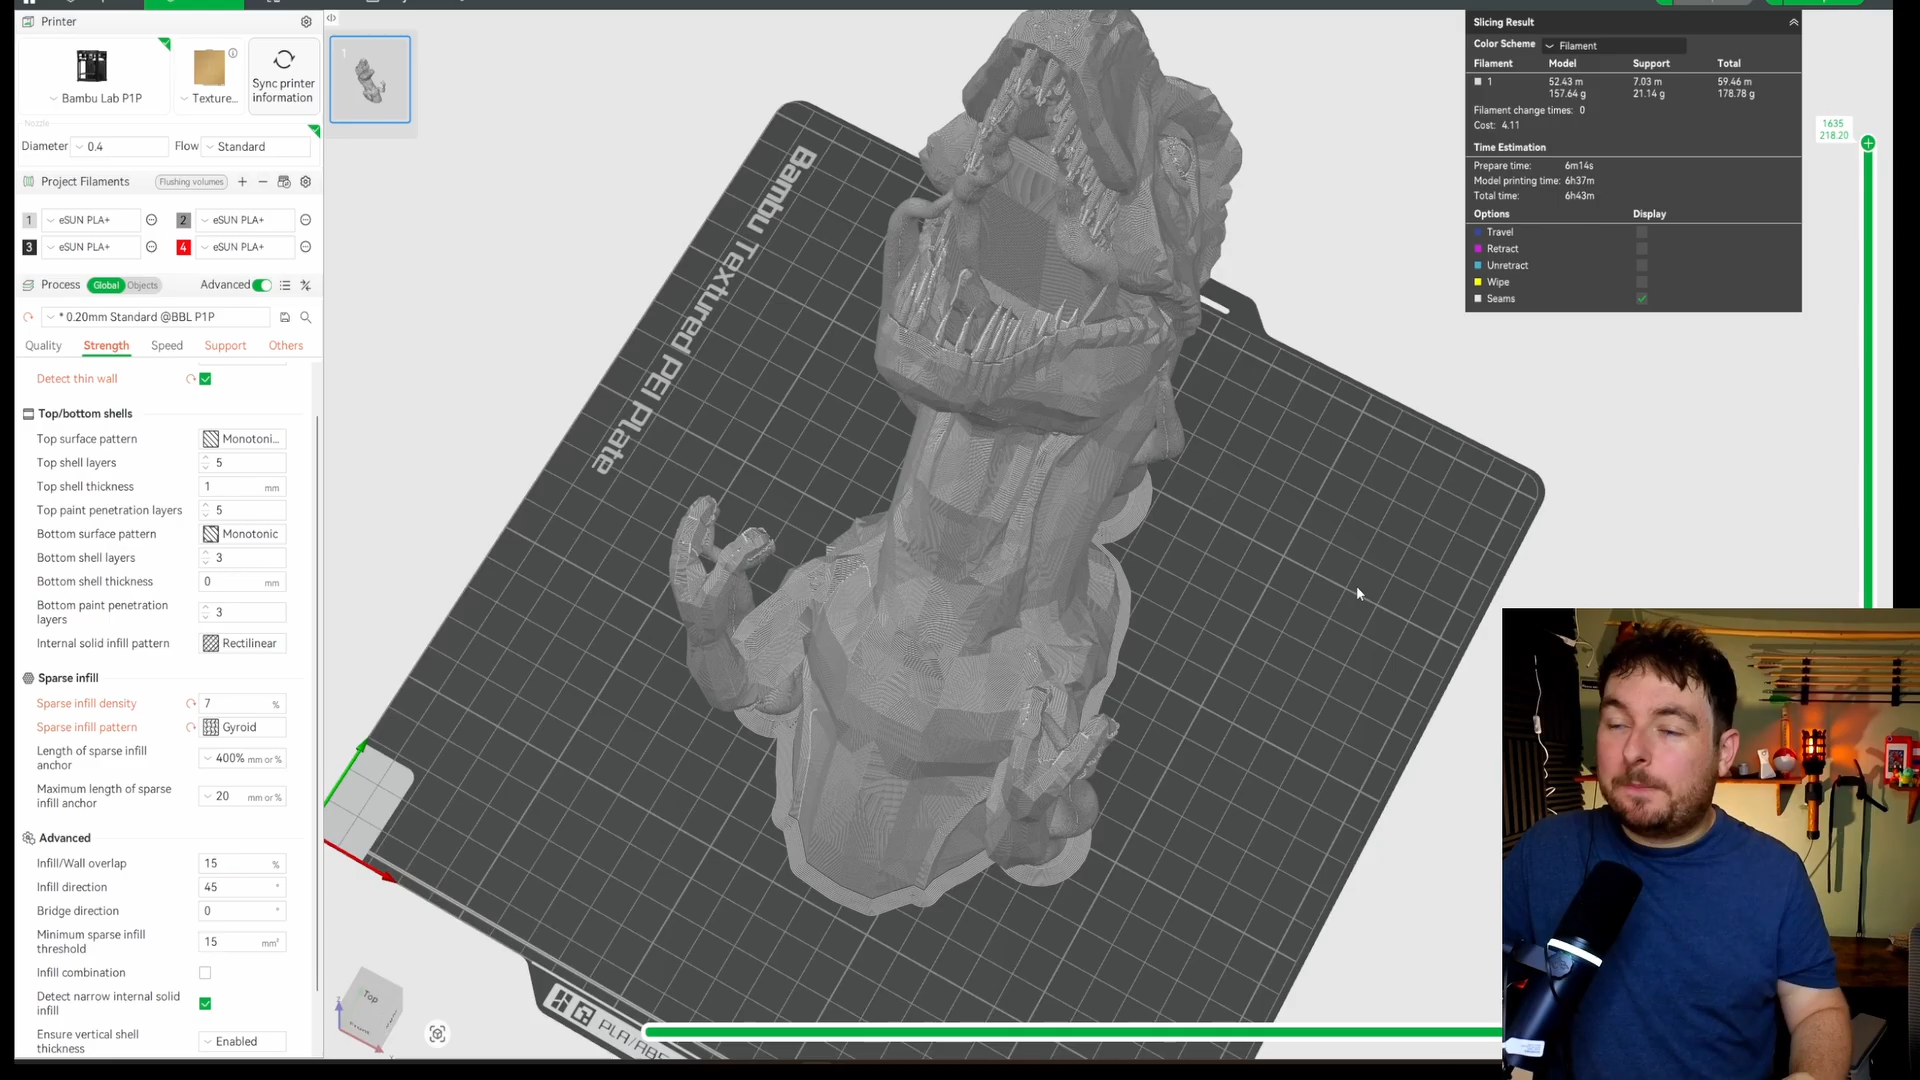 Printer
Bambu Lab P1P
Texture...
Sync printer
information
Nozzle
Diameter 0.4 Flow Standard
Project Filaments Flushing volumes
1 eSUN PLA+ 2 eSUN PLA+
3 eSUN PLA+ 4 eSUN PLA+
Process Global Objects Advanced
* 0.20mm Standard @BBL P1P
Quality Strength Speed Support Others
Detect thin wall
Top/bottom shells
Top surface pattern Monotoni...
Top shell layers 5
Top shell thickness 1 mm
Top paint penetration layers 5
Bottom surface pattern Monotonic
Bottom shell layers 3
Bottom shell thickness 0 mm
Bottom paint penetration
layers 3
Internal solid infill pattern Rectilinear
Sparse infill
Sparse infill density 7 %
Sparse infill pattern Gyroid
Length of sparse infill
anchor 400% mm or %
Maximum length of sparse
infill anchor 20 mm or %
Advanced
Infill/Wall overlap 15 %
Infill direction 45 °
Bridge direction 0 °
Minimum sparse infill
threshold 15 mm²
Infill combination
Detect narrow internal solid
infill
Ensure vertical shell
thickness Enabled
1
Bambu Textured PEI Plate
Top
PLA/ABS
Slicing Result
Color Scheme Filament
Filament Model Support Total
1 52.43 m 7.03 m 59.46 m
157.64 g 21.14 g 178.78 g
Filament change times: 0
Cost: 4.11
Time Estimation
Prepare time: 6m14s
Model printing time: 6h37m
Total time: 6h43m
Options Display
Travel
Retract
Unretract
Wipe
Seams
1635
218.20